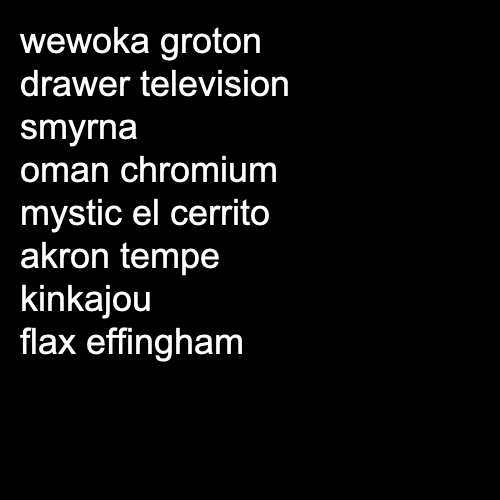 wewoka groton
drawer television
smyrna
oman chromium
mystic el cerrito
akron tempe
kinkajou
flax effingham